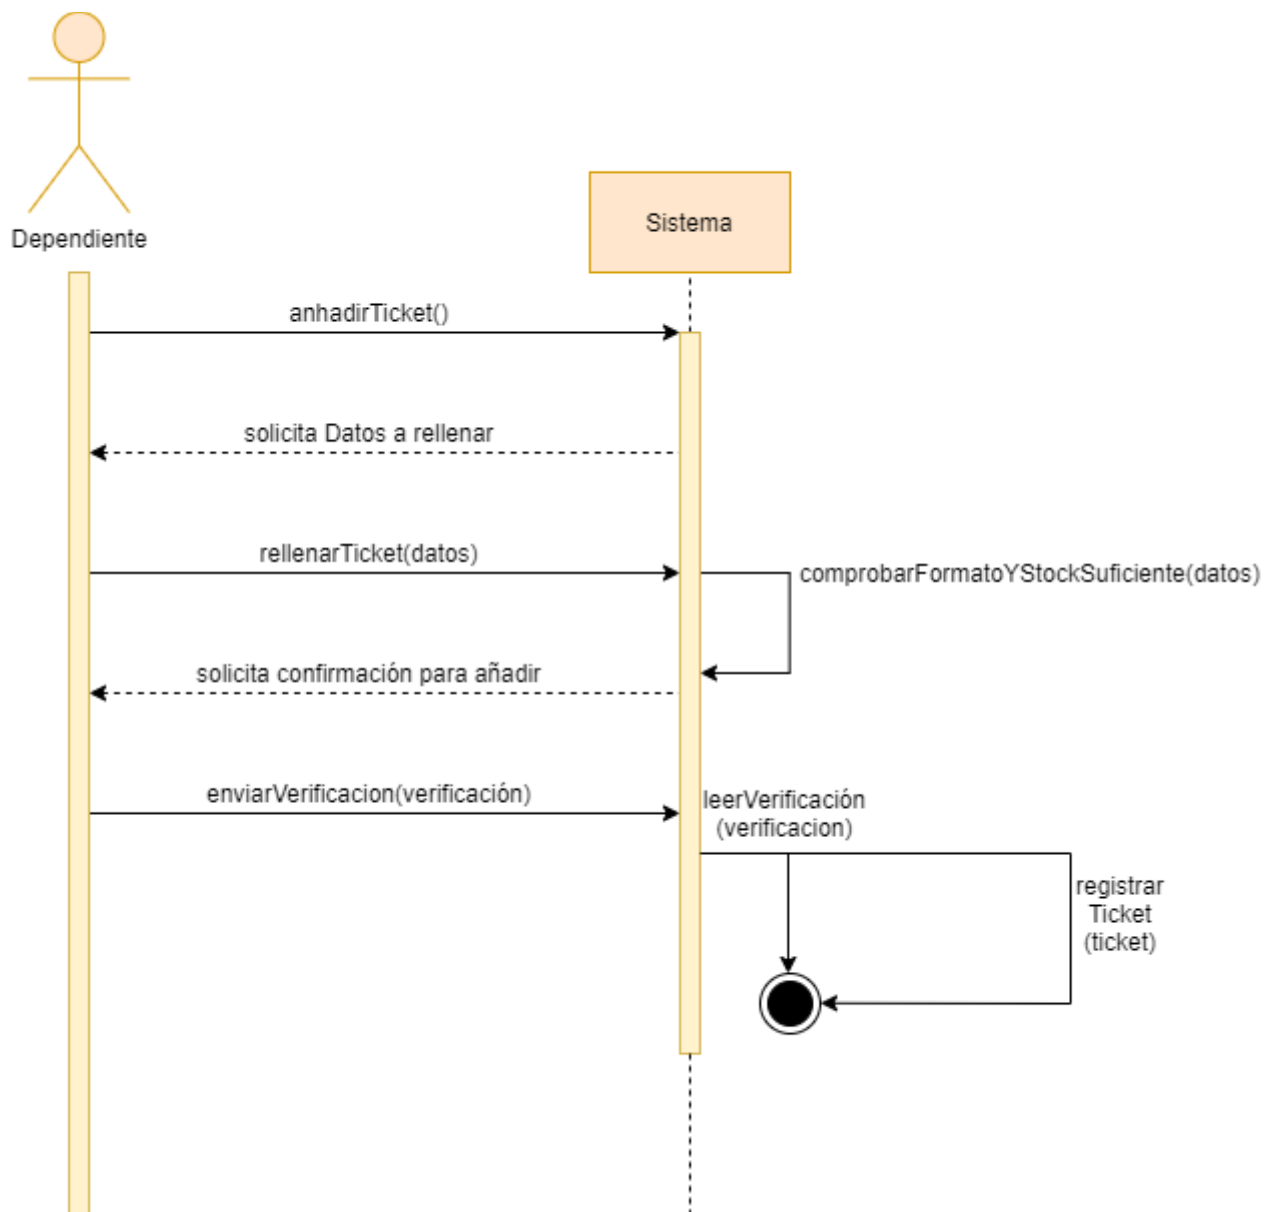 Dependiente
Sistema
anhadirTicket()
solicita Datos a rellenar
rellenarTicket(datos)
comprobarFormatoYStockSuficiente(datos)
solicita confirmación para añadir
enviarVerificacion(verificación)
leerVerificación
(verificacion)
registrar
Ticket
(ticket)